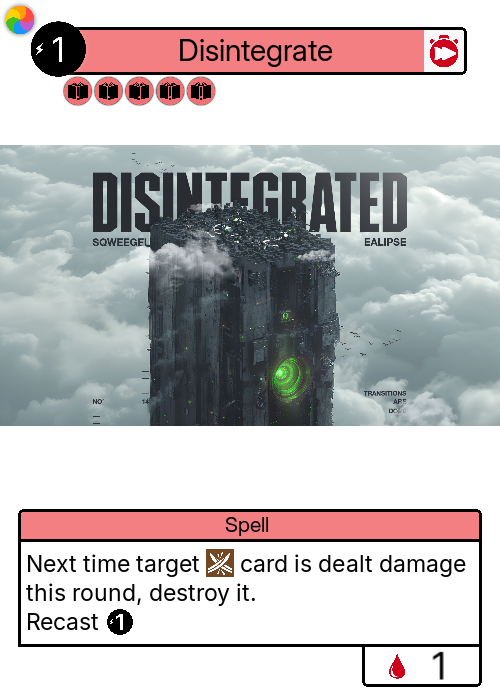 1
Disintegrate
DISINTEGRATED
EALIPSE
TRANSITIONS
ARE
Spell
Next time target card is dealt damage
this round, destroy it.
Recast 1
1